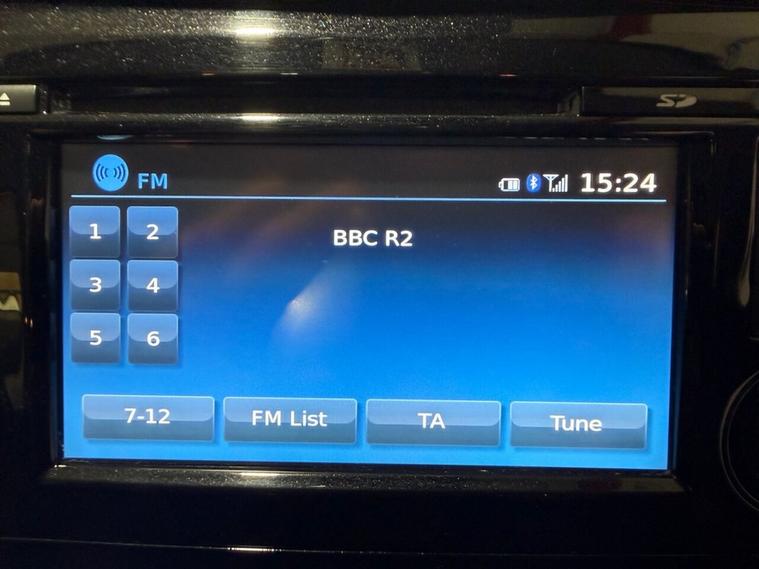 SD
FM 15:24
1 2 BBC R2
3 4
5 6
7-12 FM List TA Tune